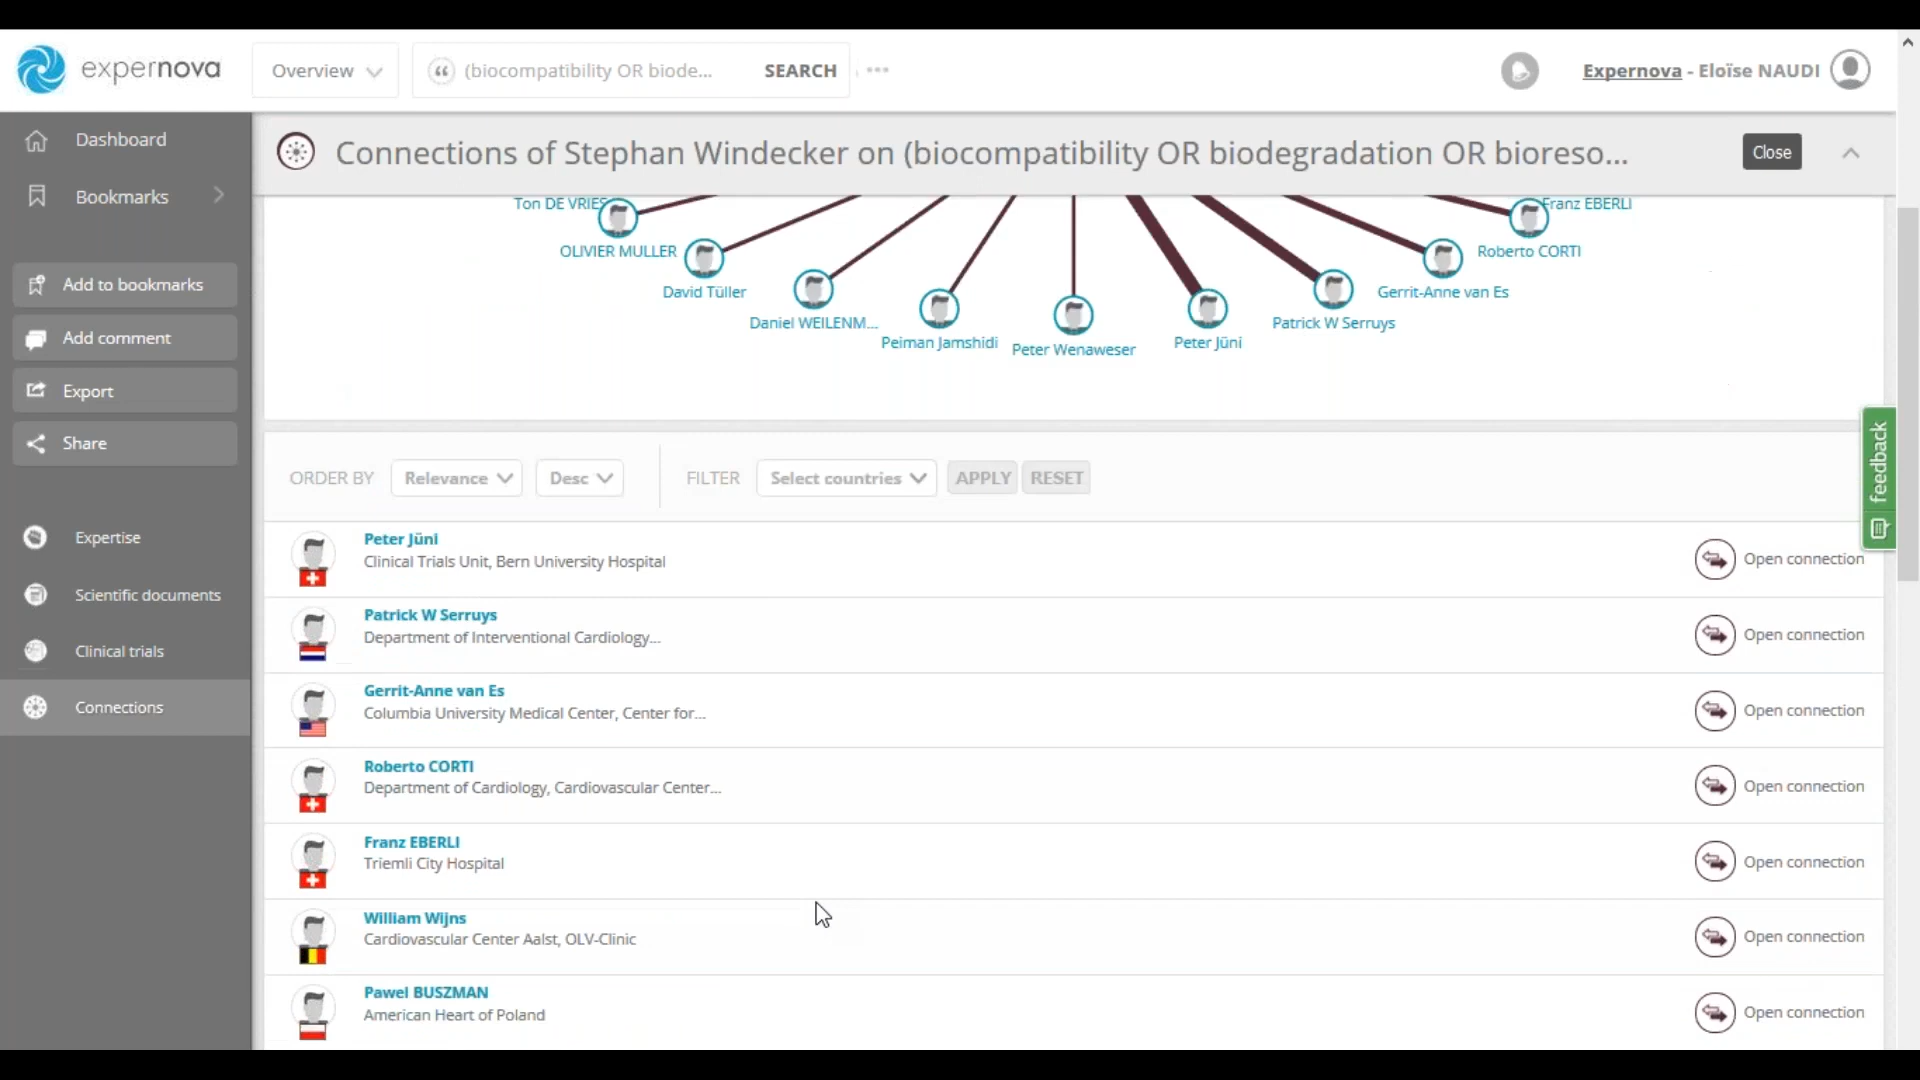 expernova
Overview
(biocompatibility OR biode...
SEARCH
Expernova - Eloïse NAUDI
Dashboard
Bookmarks
Add to bookmarks
Add comment
Export
Share
Expertise
Scientific documents
Clinical trials
Connections
Connections of Stephan Windecker on (biocompatibility OR biodegradation OR bioreso...
Close
Ton DE VRIES
Franz EBERLI
OLIVIER MULLER
Roberto CORTI
David Tüller
Gerrit-Anne van Es
Daniel WEILENM...
Patrick W Serruys
Peiman Jamshidi
Peter Wenaweser
Peter Jüni
feedback
ORDER BY
Relevance
Desc
FILTER
Select countries
APPLY
RESET
Peter Jüni
Clinical Trials Unit, Bern University Hospital
Open connection
Patrick W Serruys
Department of Interventional Cardiology...
Open connection
Gerrit-Anne van Es
Columbia University Medical Center, Center for...
Open connection
Roberto CORTI
Department of Cardiology, Cardiovascular Center...
Open connection
Franz EBERLI
Triemli City Hospital
Open connection
William Wijns
Cardiovascular Center Aalst, OLV-Clinic
Open connection
Pawel BUSZMAN
American Heart of Poland
Open connection